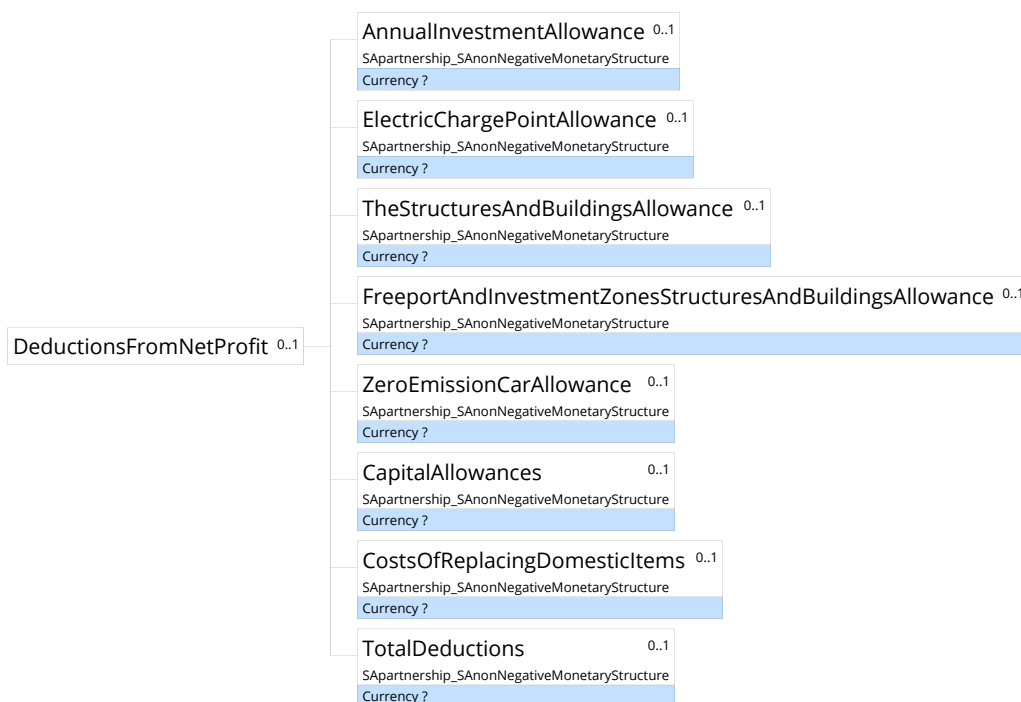 AnnualInvestmentAllowance 0..1
SApartnership_SAnonNegativeMonetaryStructure
Currency ?
ElectricChargePointAllowance 0..1
SApartnership_SAnonNegativeMonetaryStructure
Currency ?
TheStructuresAndBuildingsAllowance 0..1
SApartnership_SAnonNegativeMonetaryStructure
Currency ?
FreeportAndInvestmentZonesStructuresAndBuildingsAllowance 0..1
SApartnership_SAnonNegativeMonetaryStructure
Currency ?
DeductionsFromNetProfit 0..1
ZeroEmissionCarAllowance 0..1
SApartnership_SAnonNegativeMonetaryStructure
Currency ?
CapitalAllowances 0..1
SApartnership_SAnonNegativeMonetaryStructure
Currency ?
CostsOfReplacingDomesticItems 0..1
SApartnership_SAnonNegativeMonetaryStructure
Currency ?
TotalDeductions 0..1
SApartnership_SAnonNegativeMonetaryStructure
Currency ?